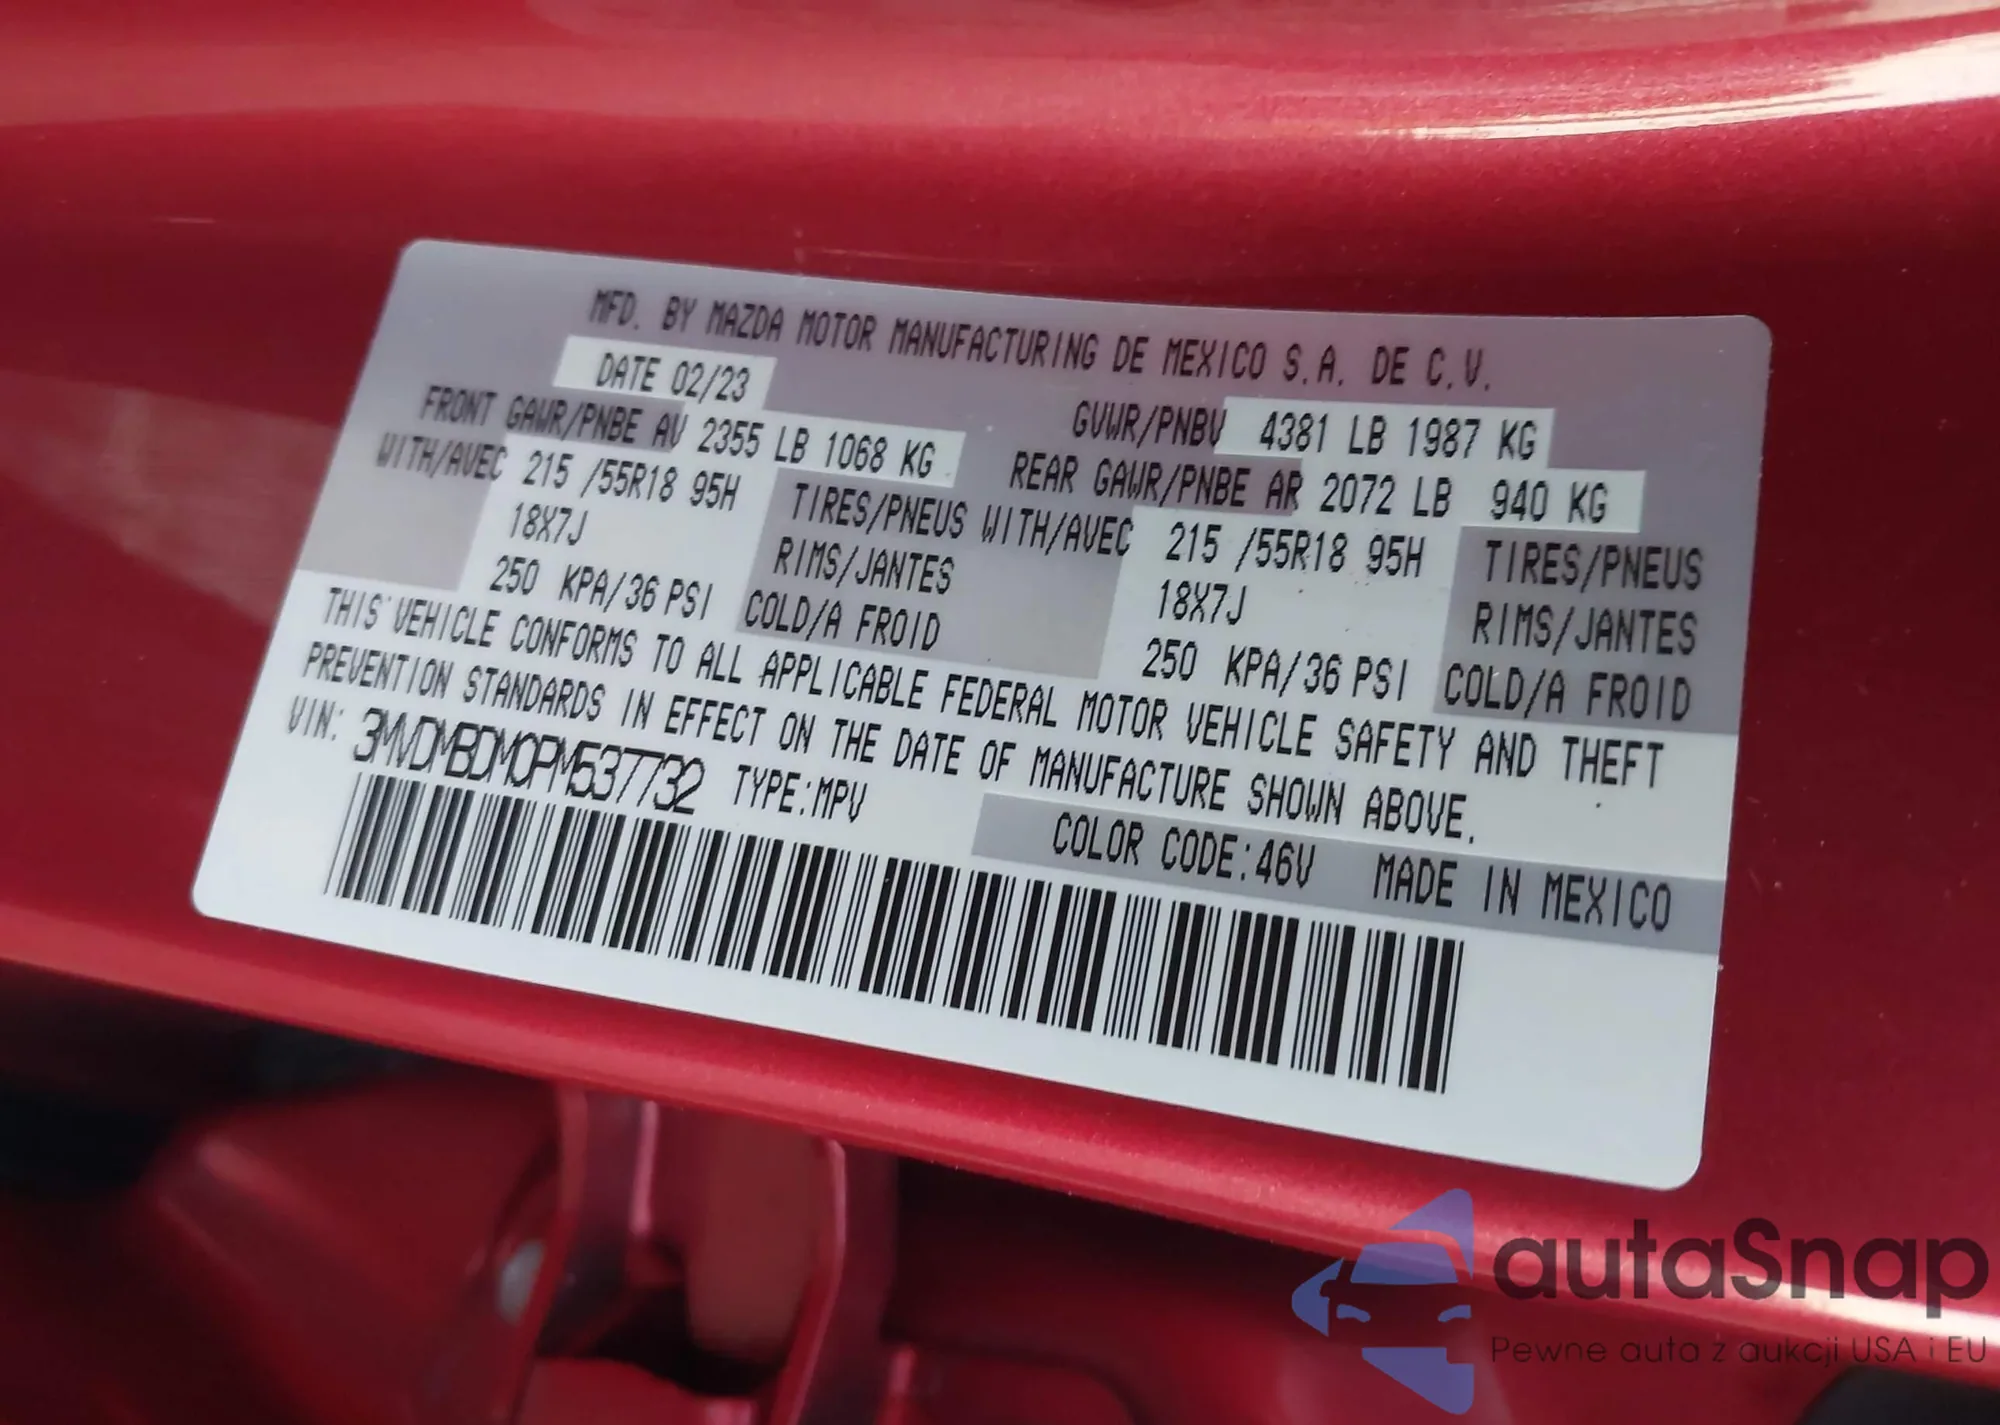 MFD. BY MAZDA MOTOR MANUFACTURING DE MEXICO S.A. DE C.V.
DATE 02/23 GVWR/PNBV 4381 LB 1987 KG
FRONT GAWR/PNBE AV 2355 LB 1068 KG REAR GAWR/PNBE AR 2072 LB 940 KG
WITH/AVEC 215 /55R18 95H TIRES/PNEUS WITH/AVEC 215 /55R18 95H TIRES/PNEUS
18X7J RIMS/JANTES 18X7J RIMS/JANTES
250 KPA/36 PSI COLD/A FROID 250 KPA/36 PSI COLD/A FROID
THIS VEHICLE CONFORMS TO ALL APPLICABLE FEDERAL MOTOR VEHICLE SAFETY AND THEFT
PREVENTION STANDARDS IN EFFECT ON THE DATE OF MANUFACTURE SHOWN ABOVE.
VIN: 3MVDMBDM0PM537732 TYPE:MPV
COLOR CODE:46V MADE IN MEXICO
autaSnap
Pewne auta z aukcji USA i EU